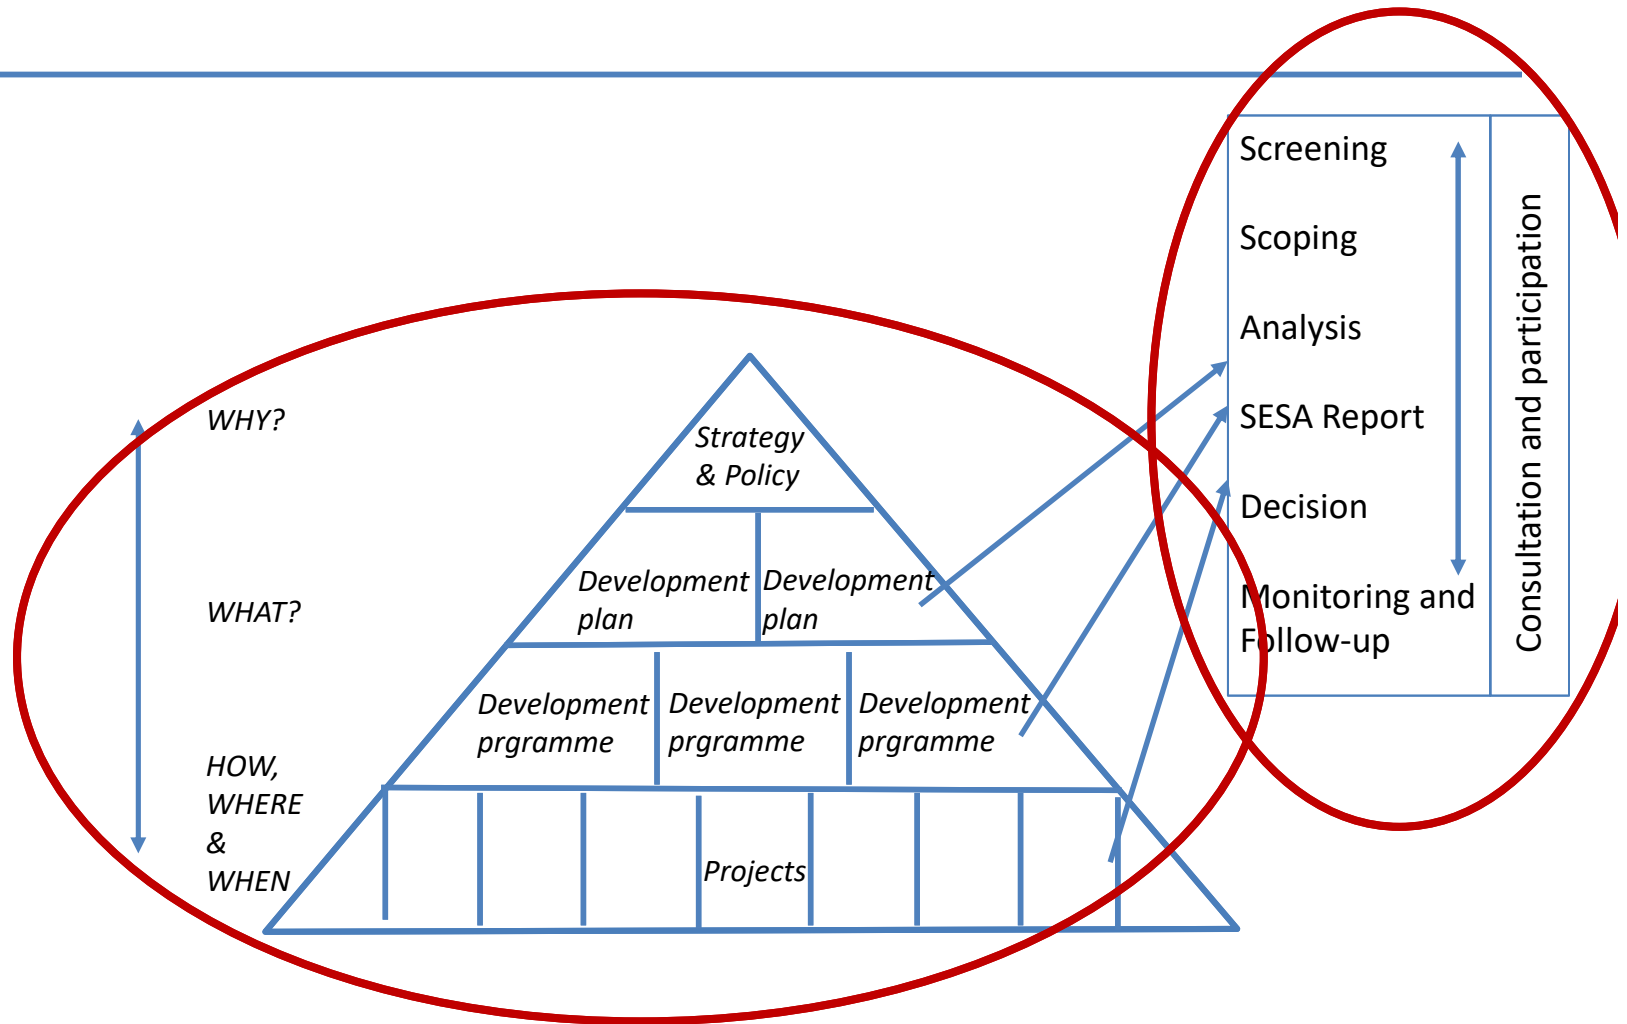 WHY?
WHAT?
HOW,
WHERE
&
WHEN
Strategy
& Policy
Development
plan
Development
plan
Development
prgramme
Development
prgramme
Development
prgramme
Projects
Screening
Scoping
Analysis
SESA Report
Decision
Monitoring and
Follow-up
Consultation and participation